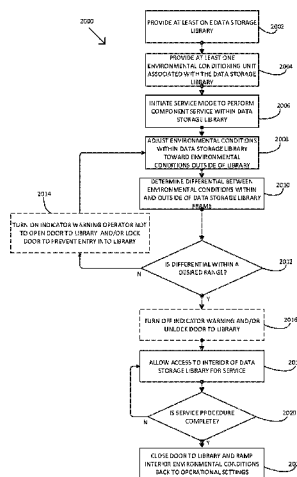 2000
PROVIDE AT LEAST ONE DATA STORAGE
LIBRARY
2002
PROVIDE AT LEAST ONE
ENVIRONMENTAL CONDITIONING UNIT
ASSOCIATED WITH THE DATA STORAGE
LIBRARY
2004
INITIATE SERVICE MODE TO PERFORM
COMPONENT SERVICE WITHIN DATA
STORAGE LIBRARY
2006
ADJUST ENVIRONMENTAL CONDITIONS
WITHIN DATA STORAGE LIBRARY
TOWARD ENVIRONMENTAL CONDITIONS
OUTSIDE OF LIBRARY
2008
DETERMINE DIFFERENTIAL BETWEEN
ENVIRONMENTAL CONDITIONS WITHIN
AND OUTSIDE OF DATA STORAGE LIBRARY
FRAME
2010
2014
TURN ON INDICATOR WARNING OPERATOR NOT
TO OPEN DOOR TO LIBRARY AND/OR LOCK
DOOR TO PREVENT ENTRY INTO LIBRARY
IS DIFFERENTIAL WITHIN A
DESIRED RANGE?
2012
N
Y
TURN OFF INDICATOR WARNING AND/OR
UNLOCK DOOR TO LIBRARY
2016
ALLOW ACCESS TO INTERIOR OF DATA
STORAGE LIBRARY FOR SERVICE
IS SERVICE PROCEDURE
COMPLETE?
2020
N
Y
CLOSE DOOR TO LIBRARY AND RAMP
INTERIOR ENVIRONMENTAL CONDITIONS
BACK TO OPERATIONAL SETTINGS